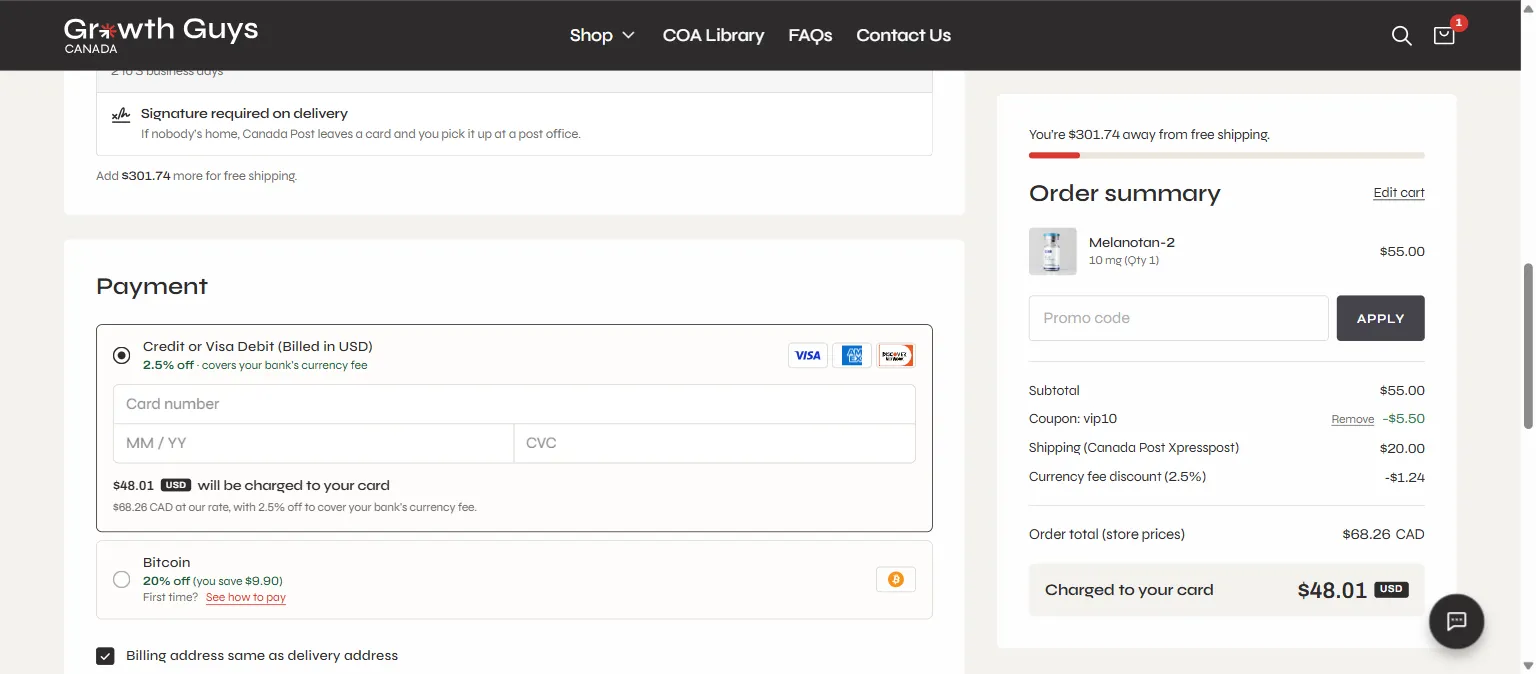 Growth Guys
CANADA
Shop
COA Library
FAQs
Contact Us
1
2 to 3 business days
Signature required on delivery
If nobody's home, Canada Post leaves a card and you pick it up at a post office.
Add $301.74 more for free shipping.
Payment
Credit or Visa Debit (Billed in USD)
2.5% off · covers your bank's currency fee
VISA
AMEX
DISCOVER
Card number
MM / YY
CVC
$48.01 USD will be charged to your card
$68.26 CAD at our rate, with 2.5% off to cover your bank's currency fee.
Bitcoin
20% off (you save $9.90)
First time? See how to pay
Billing address same as delivery address
You're $301.74 away from free shipping.
Order summary
Edit cart
Melanotan-2
10 mg (Qty 1)
$55.00
Promo code
APPLY
Subtotal $55.00
Coupon: vip10 Remove -$5.50
Shipping (Canada Post Xpresspost) $20.00
Currency fee discount (2.5%) -$1.24
Order total (store prices) $68.26 CAD
Charged to your card $48.01 USD